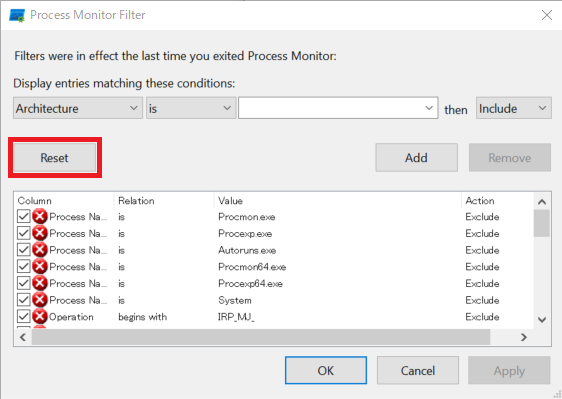 Process Monitor Filter
Filters were in effect the last time you exited Process Monitor:
Display entries matching these conditions:
Architecture is then Include
Reset Add Remove
Column Relation Value Action
Process Na... is Procmon.exe Exclude
Process Na... is Procexp.exe Exclude
Process Na... is Autoruns.exe Exclude
Process Na... is Procmon64.exe Exclude
Process Na... is Procexp64.exe Exclude
Process Na... is System Exclude
Operation begins with IRP_MJ_ Exclude
OK Cancel Apply